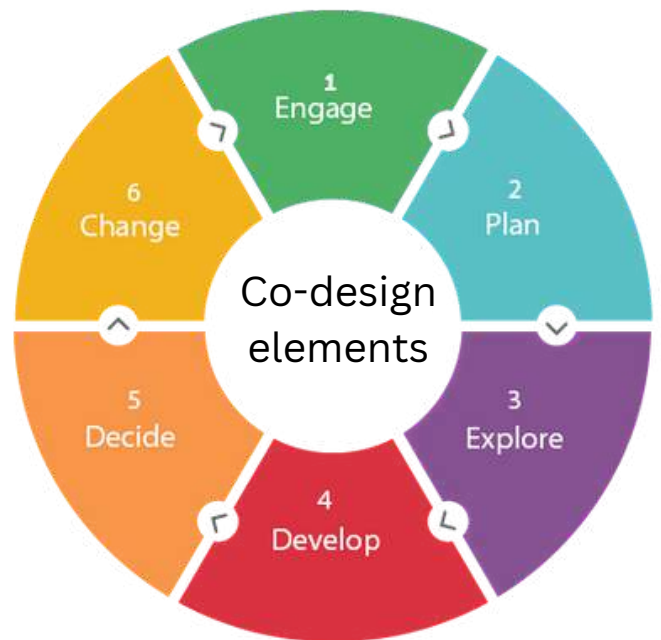 1
Engage
2
Plan
3
Explore
4
Develop
5
Decide
6
Change
Co-design
elements